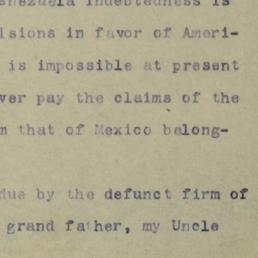 enezuela Indebtedness is
isions in favor of Ameri-
is impossible at present
ver pay the claims of the
m that of Mexico belong-
due by the defunct firm of
grand father, my Uncle